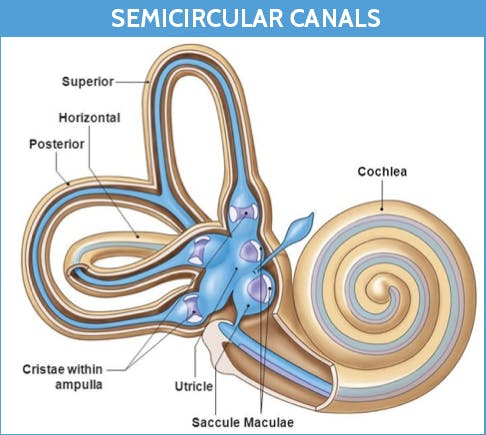 SEMICIRCULAR CANALS
Superior
Horizontal
Posterior
Cochlea
Cristae within
ampulla
Utricle
Saccule Maculae